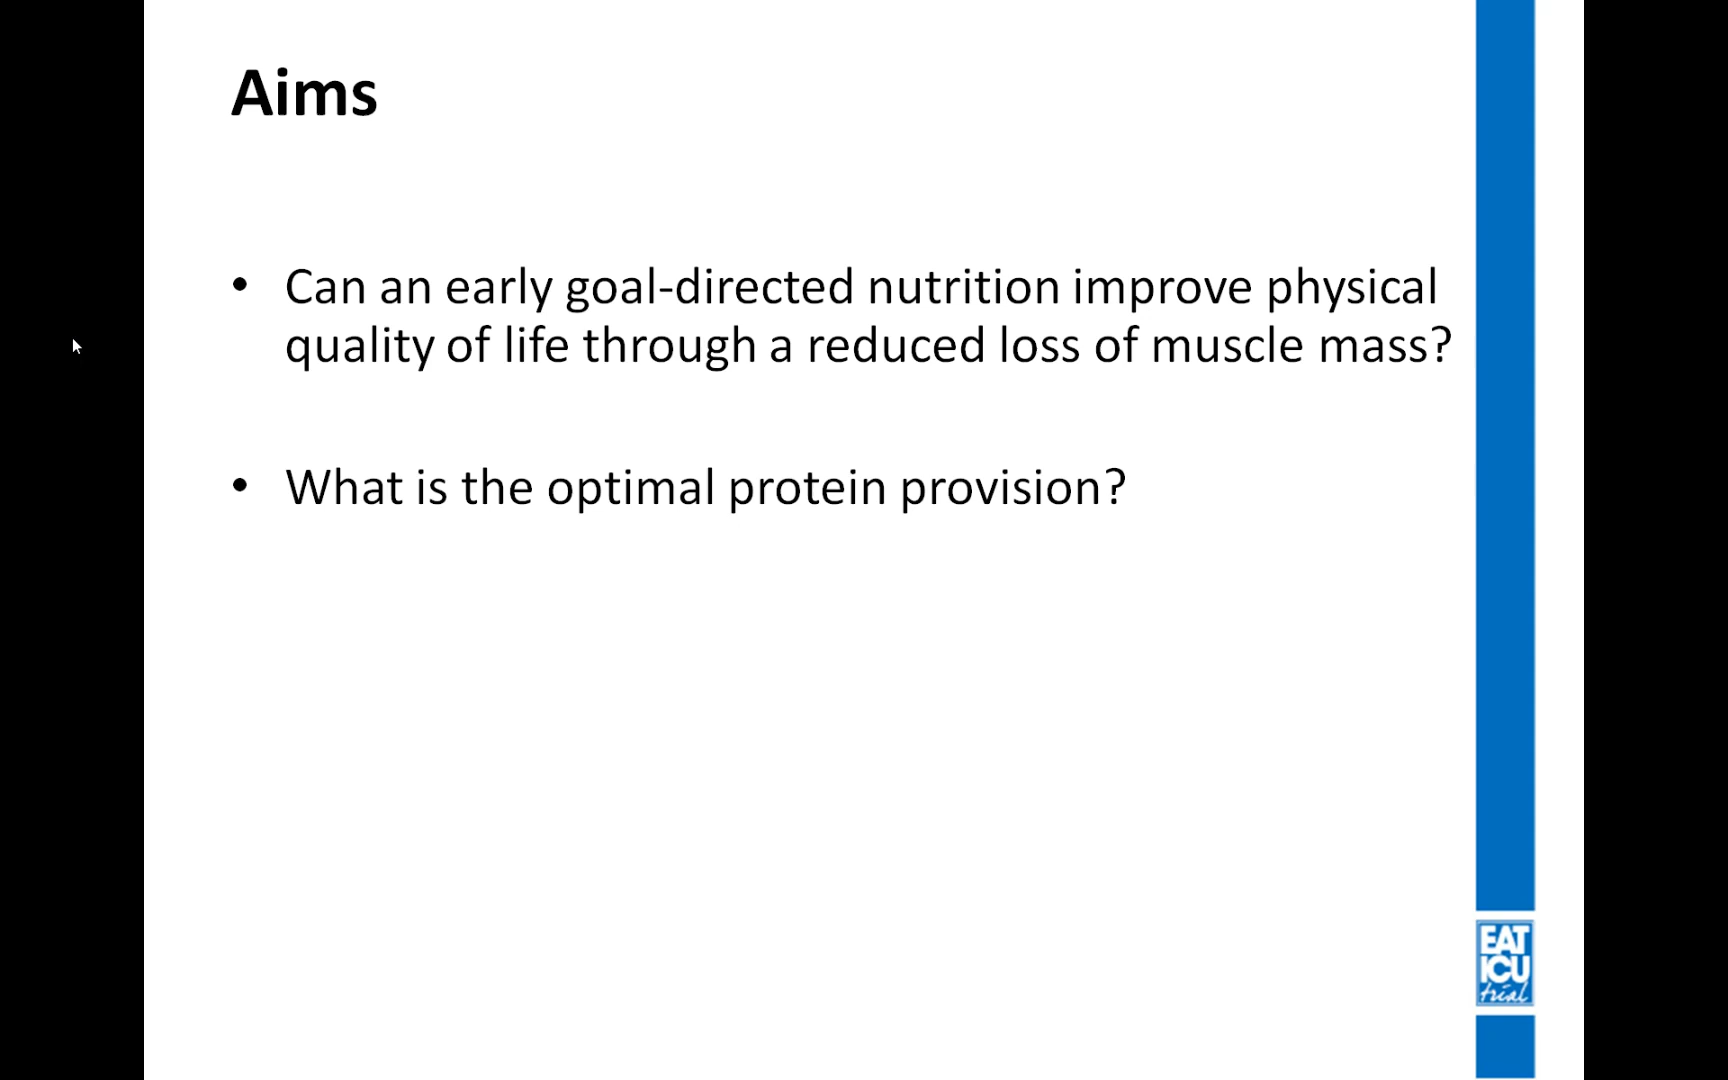 Aims
• Can an early goal-directed nutrition improve physical
quality of life through a reduced loss of muscle mass?
• What is the optimal protein provision?
EAT
ICU
trial